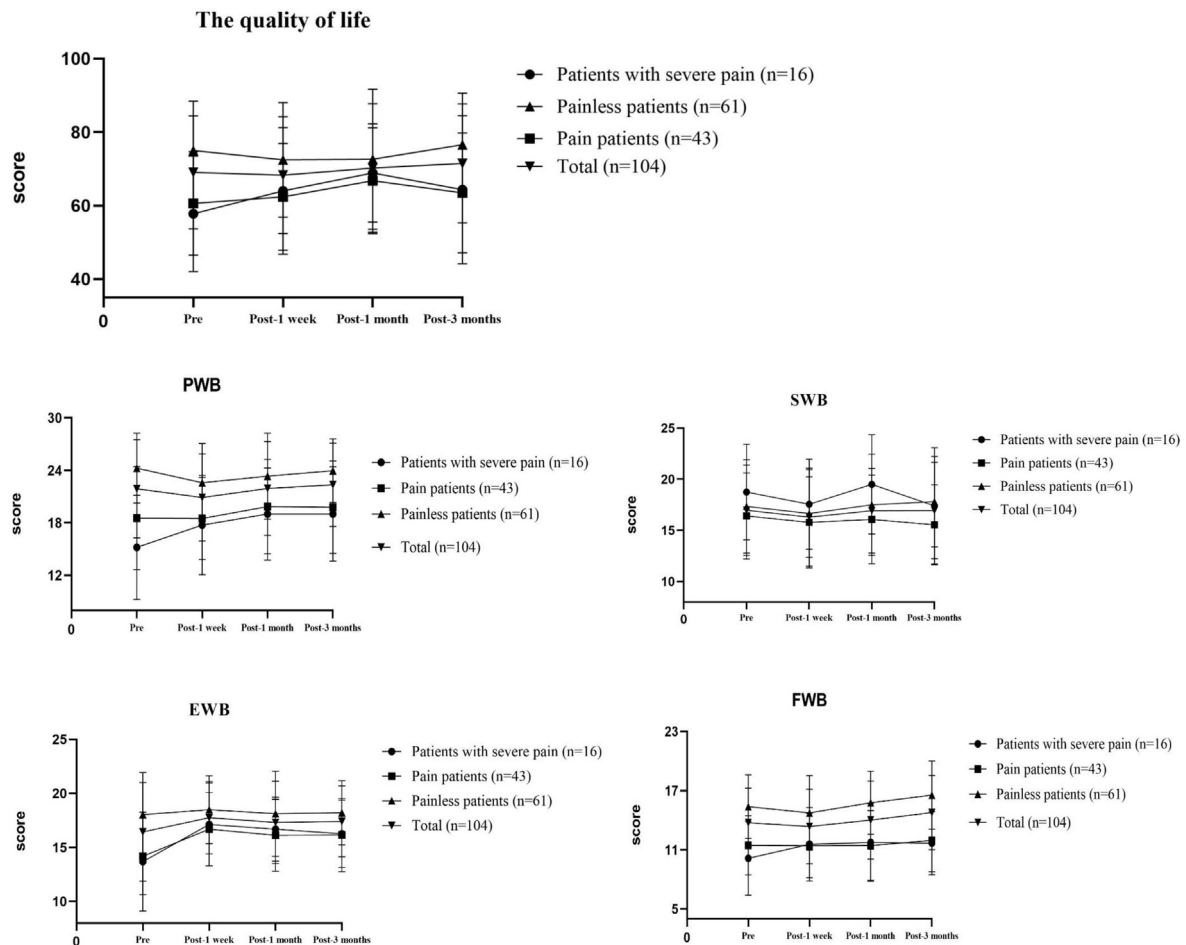 The quality of life
100
80
60
40
0
score
Pre Post-1 week Post-1 month Post-3 months
Patients with severe pain (n=16)
Painless patients (n=61)
Pain patients (n=43)
Total (n=104)
PWB
30
24
18
12
0
score
Pre Post-1 week Post-1 month Post-3 months
Patients with severe pain (n=16)
Pain patients (n=43)
Painless patients (n=61)
Total (n=104)
SWB
25
20
15
10
0
score
Pre Post-1 week Post-1 month Post-3 months
Patients with severe pain (n=16)
Pain patients (n=43)
Painless patients (n=61)
Total (n=104)
EWB
25
20
15
10
0
score
Pre Post-1 week Post-1 month Post-3 months
Patients with severe pain (n=16)
Pain patients (n=43)
Painless patients (n=61)
Total (n=104)
FWB
23
17
11
5
0
score
Pre Post-1 week Post-1 month Post-3 months
Patients with severe pain (n=16)
Pain patients (n=43)
Painless patients (n=61)
Total (n=104)